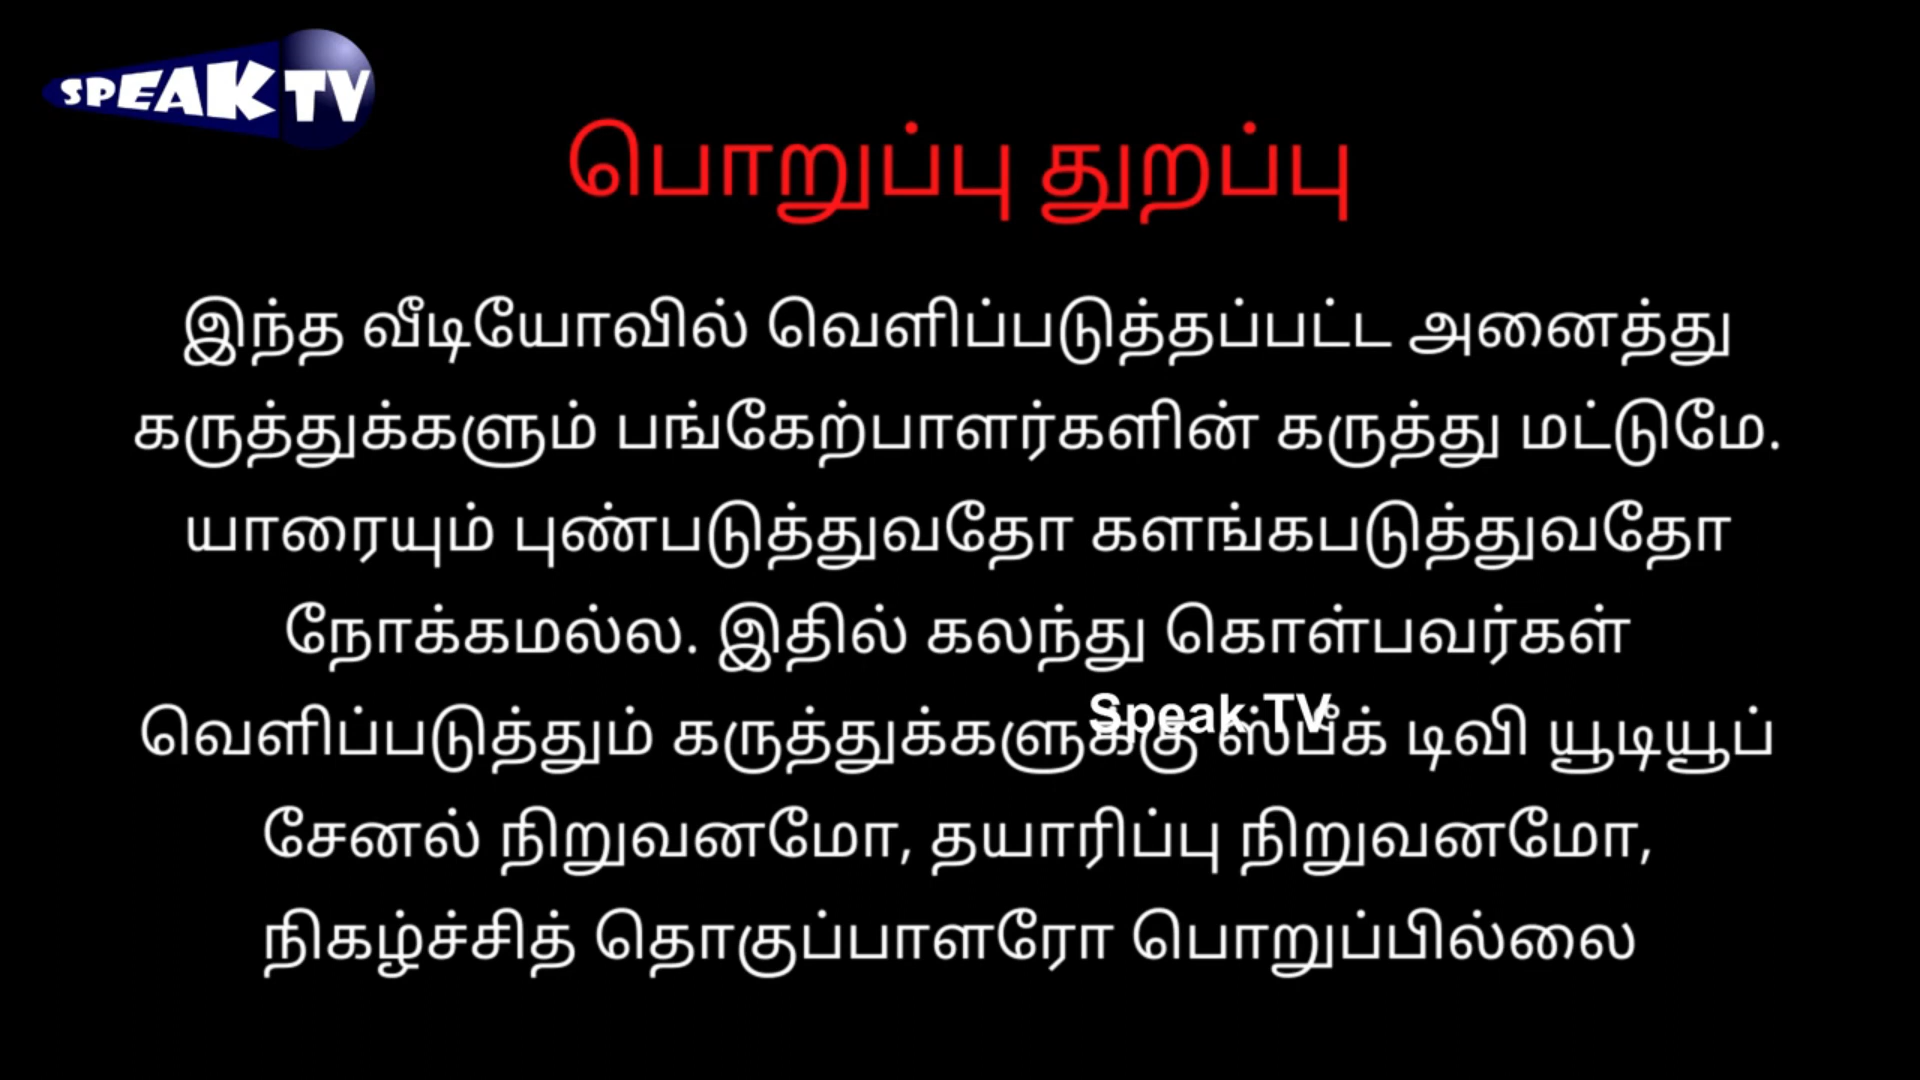 SPEAK TV
பொறுப்பு துறப்பு
இந்த வீடியோவில் வெளிப்படுத்தப்பட்ட அனைத்து
கருத்துக்களும் பங்கேற்பாளர்களின் கருத்து மட்டுமே.
யாரையும் புண்படுத்துவதோ களங்கபடுத்துவதோ
நோக்கமல்ல. இதில் கலந்து கொள்பவர்கள்
Speak TV
வெளிப்படுத்தும் கருத்துக்களுக்கு ஸ்பீக் டிவி யூடியூப்
சேனல் நிறுவனமோ, தயாரிப்பு நிறுவனமோ,
நிகழ்ச்சித் தொகுப்பாளரோ பொறுப்பில்லை